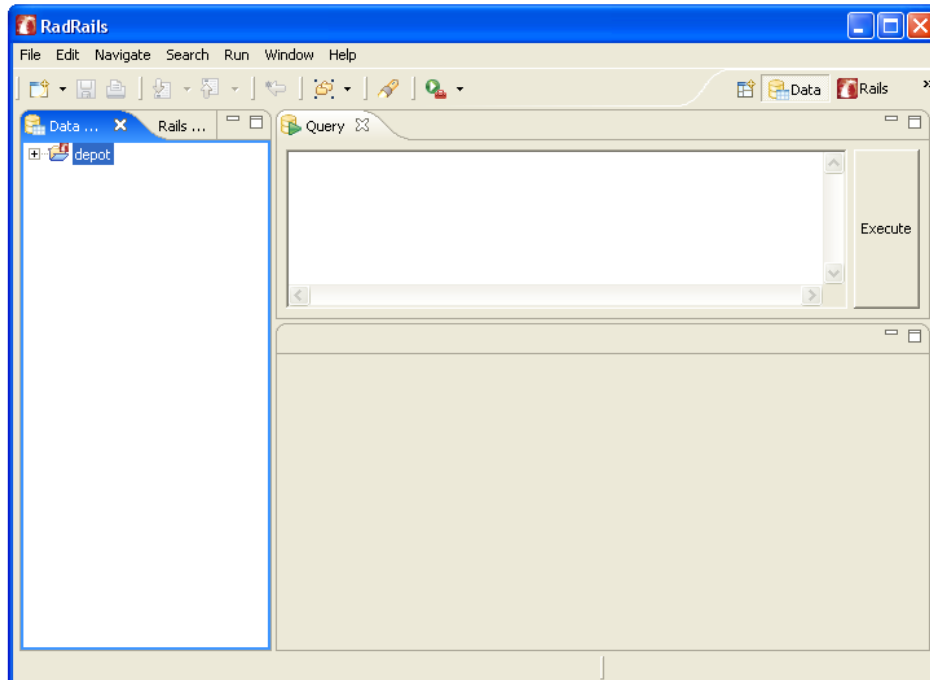 RadRails
File Edit Navigate Search Run Window Help
Data Rails »
Data ... Rails ...
Query
depot
Execute